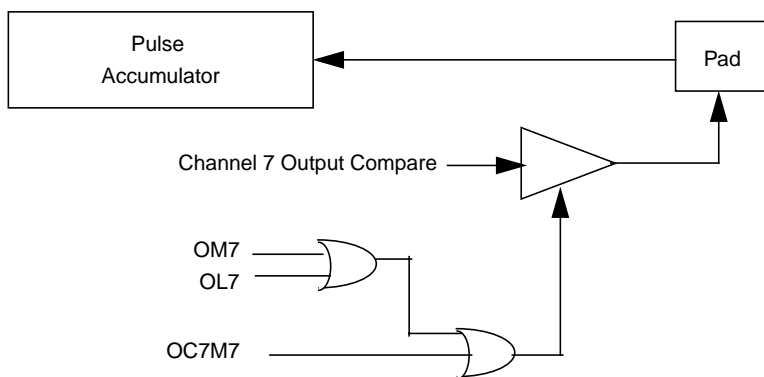 Pulse
Accumulator
Pad
Channel 7 Output Compare
OM7
OL7
OC7M7